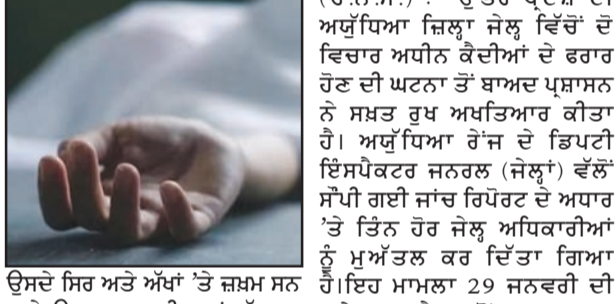 ਅਯੁੱਧਿਆ ਜ਼ਿਲ੍ਹਾ ਜੇਲ੍ਹ ਵਿੱਚੋਂ ਦੋ
ਵਿਚਾਰ ਅਧੀਨ ਕੈਦੀਆਂ ਦੇ ਫਰਾਰ
ਹੋਣ ਦੀ ਘਟਨਾ ਤੋਂ ਬਾਅਦ ਪ੍ਰਸ਼ਾਸਨ
ਨੇ ਸਖ਼ਤ ਰੁਖ ਅਖਤਿਆਰ ਕੀਤਾ
ਹੈ। ਅਯੁੱਧਿਆ ਰੇਂਜ ਦੇ ਡਿਪਟੀ
ਇੰਸਪੈਕਟਰ ਜਨਰਲ (ਜੇਲ੍ਹਾਂ) ਵੱਲੋਂ
ਸੌਂਪੀ ਗਈ ਜਾਂਚ ਰਿਪੋਰਟ ਦੇ ਅਧਾਰ
'ਤੇ ਤਿੰਨ ਹੋਰ ਜੇਲ੍ਹ ਅਧਿਕਾਰੀਆਂ
ਨੂੰ ਮੁਅੱਤਲ ਕਰ ਦਿੱਤਾ ਗਿਆ
ਹੈ।ਇਹ ਮਾਮਲਾ 29 ਜਨਵਰੀ ਦੀ
ਉਸਦੇ ਸਿਰ ਅਤੇ ਅੱਖਾਂ 'ਤੇ ਜ਼ਖ਼ਮ ਸਨ